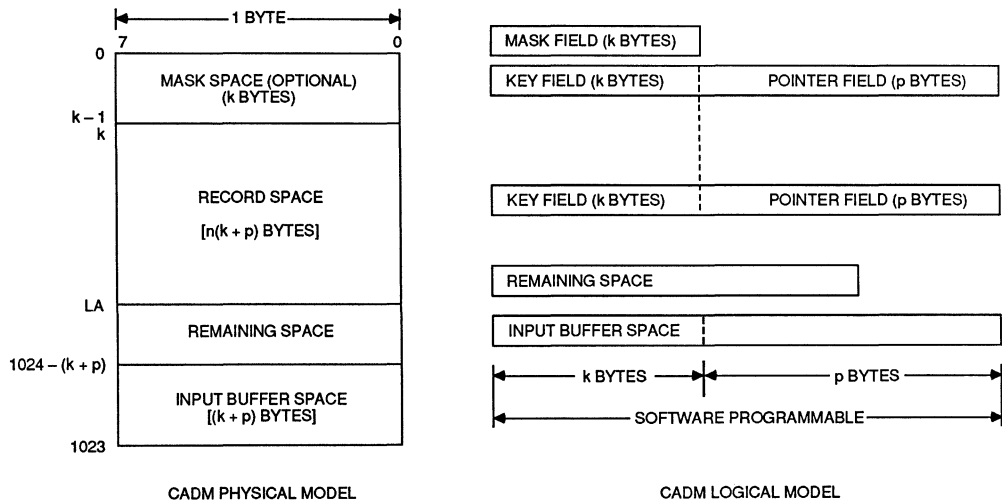 1 BYTE
7 0
0
MASK SPACE (OPTIONAL)
(k BYTES)
k – 1
k
RECORD SPACE
[n(k + p) BYTES]
LA
REMAINING SPACE
1024 – (k + p)
INPUT BUFFER SPACE
[(k + p) BYTES]
1023
CADM PHYSICAL MODEL
MASK FIELD (k BYTES)
KEY FIELD (k BYTES) POINTER FIELD (p BYTES)
KEY FIELD (k BYTES) POINTER FIELD (p BYTES)
REMAINING SPACE
INPUT BUFFER SPACE
k BYTES p BYTES
SOFTWARE PROGRAMMABLE
CADM LOGICAL MODEL